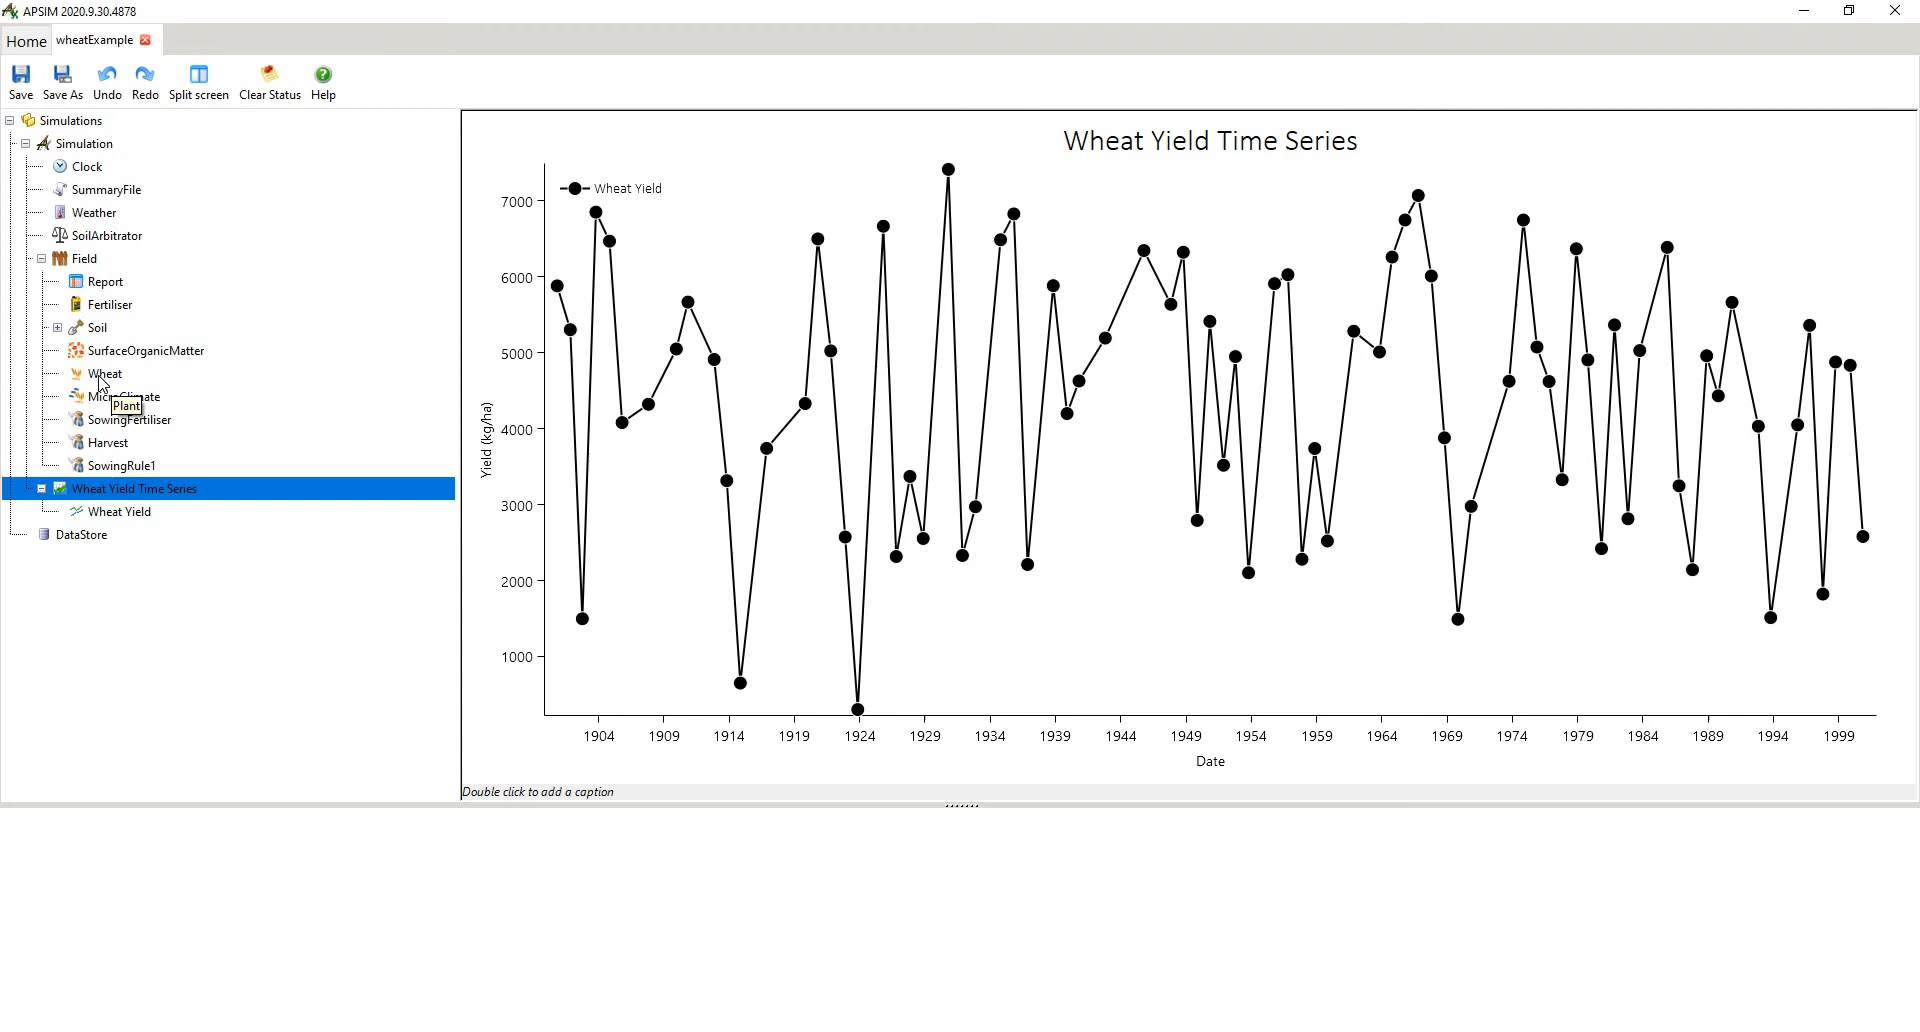 APSIM 2020.9.30.4878
Home wheatExample
Save Save As Undo Redo Split screen Clear Status Help
Simulations
Simulation
Clock
SummaryFile
Weather
SoilArbitrator
Field
Report
Fertiliser
Soil
SurfaceOrganicMatter
Wheat
MicroClimate
Plant
SowingFertiliser
Harvest
SowingRule1
Wheat Yield Time Series
Wheat Yield
DataStore
Wheat Yield Time Series
Wheat Yield
7000
6000
5000
4000
3000
2000
1000
Yield (kg/ha)
1904 1909 1914 1919 1924 1929 1934 1939 1944 1949 1954 1959 1964 1969 1974 1979 1984 1989 1994 1999
Date
Double click to add a caption